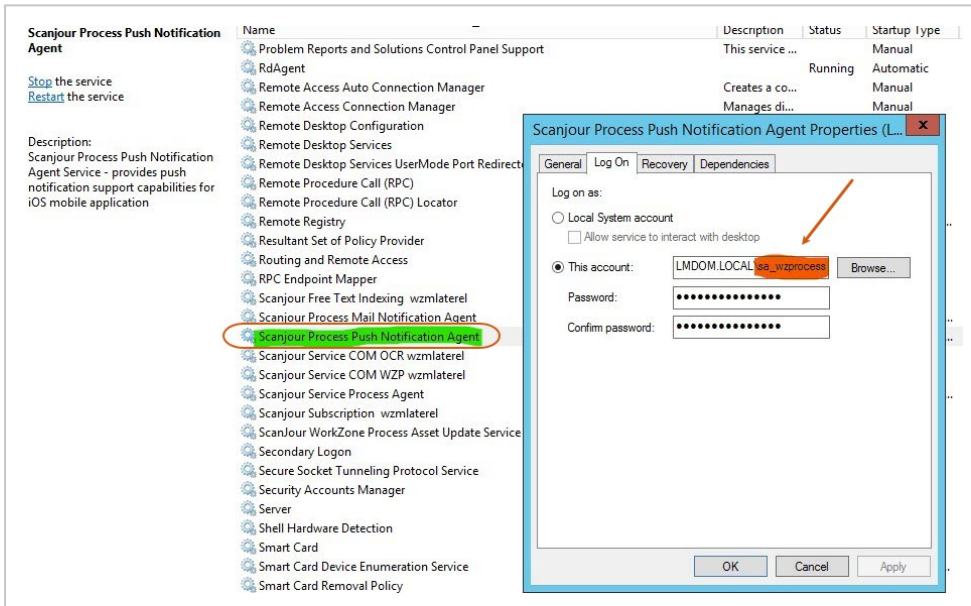 Scanjour Process Push Notification Agent
Stop the service
Restart the service
Description:
Scanjour Process Push Notification
Agent Service - provides push
notification support capabilities for
iOS mobile application
Name Description Status Startup Type
Problem Reports and Solutions Control Panel Support This service ... Manual
RdAgent Running Automatic
Remote Access Auto Connection Manager Creates a co... Manual
Remote Access Connection Manager Manages di... Manual
Remote Desktop Configuration
Remote Desktop Services
Remote Desktop Services UserMode Port Redirecto
Remote Procedure Call (RPC)
Remote Procedure Call (RPC) Locator
Remote Registry
Resultant Set of Policy Provider
Routing and Remote Access
RPC Endpoint Mapper
Scanjour Free Text Indexing wzmlaterel
Scanjour Process Mail Notification Agent
Scanjour Process Push Notification Agent
Scanjour Service COM OCR wzmlaterel
Scanjour Service COM WZP wzmlaterel
Scanjour Service Process Agent
Scanjour Subscription wzmlaterel
ScanJour WorkZone Process Asset Update Service
Secondary Logon
Secure Socket Tunneling Protocol Service
Security Accounts Manager
Server
Shell Hardware Detection
Smart Card
Smart Card Device Enumeration Service
Smart Card Removal Policy
Scanjour Process Push Notification Agent Properties (L...
General Log On Recovery Dependencies
Log on as:
Local System account
Allow service to interact with desktop
This account: LMDOM.LOCAL\sa_wzprocess Browse...
Password: ●●●●●●●●●●●●●●●
Confirm password: ●●●●●●●●●●●●●●●
OK Cancel Apply